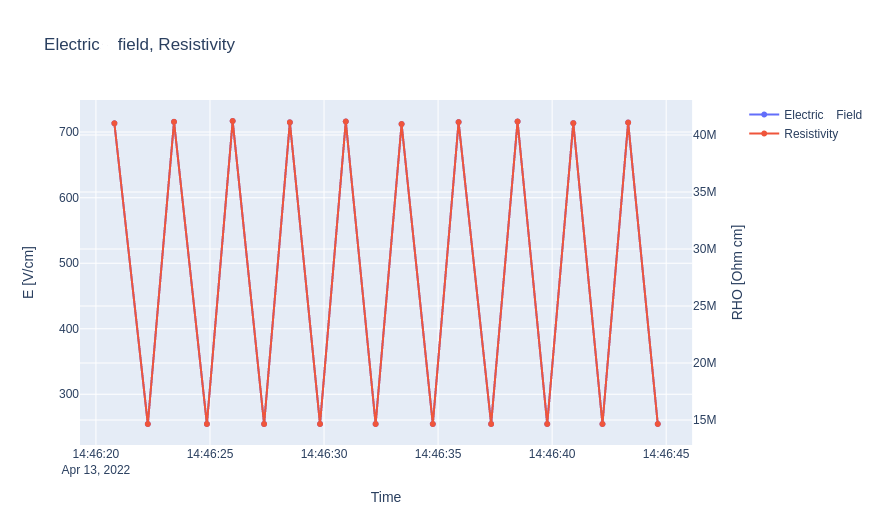 Electric    field, Resistivity
Electric    Field
Resistivity
700
600
500
400
300
40M
35M
30M
25M
20M
15M
E [V/cm]
RHO [Ohm cm]
14:46:20 14:46:25 14:46:30 14:46:35 14:46:40 14:46:45
Apr 13, 2022
Time